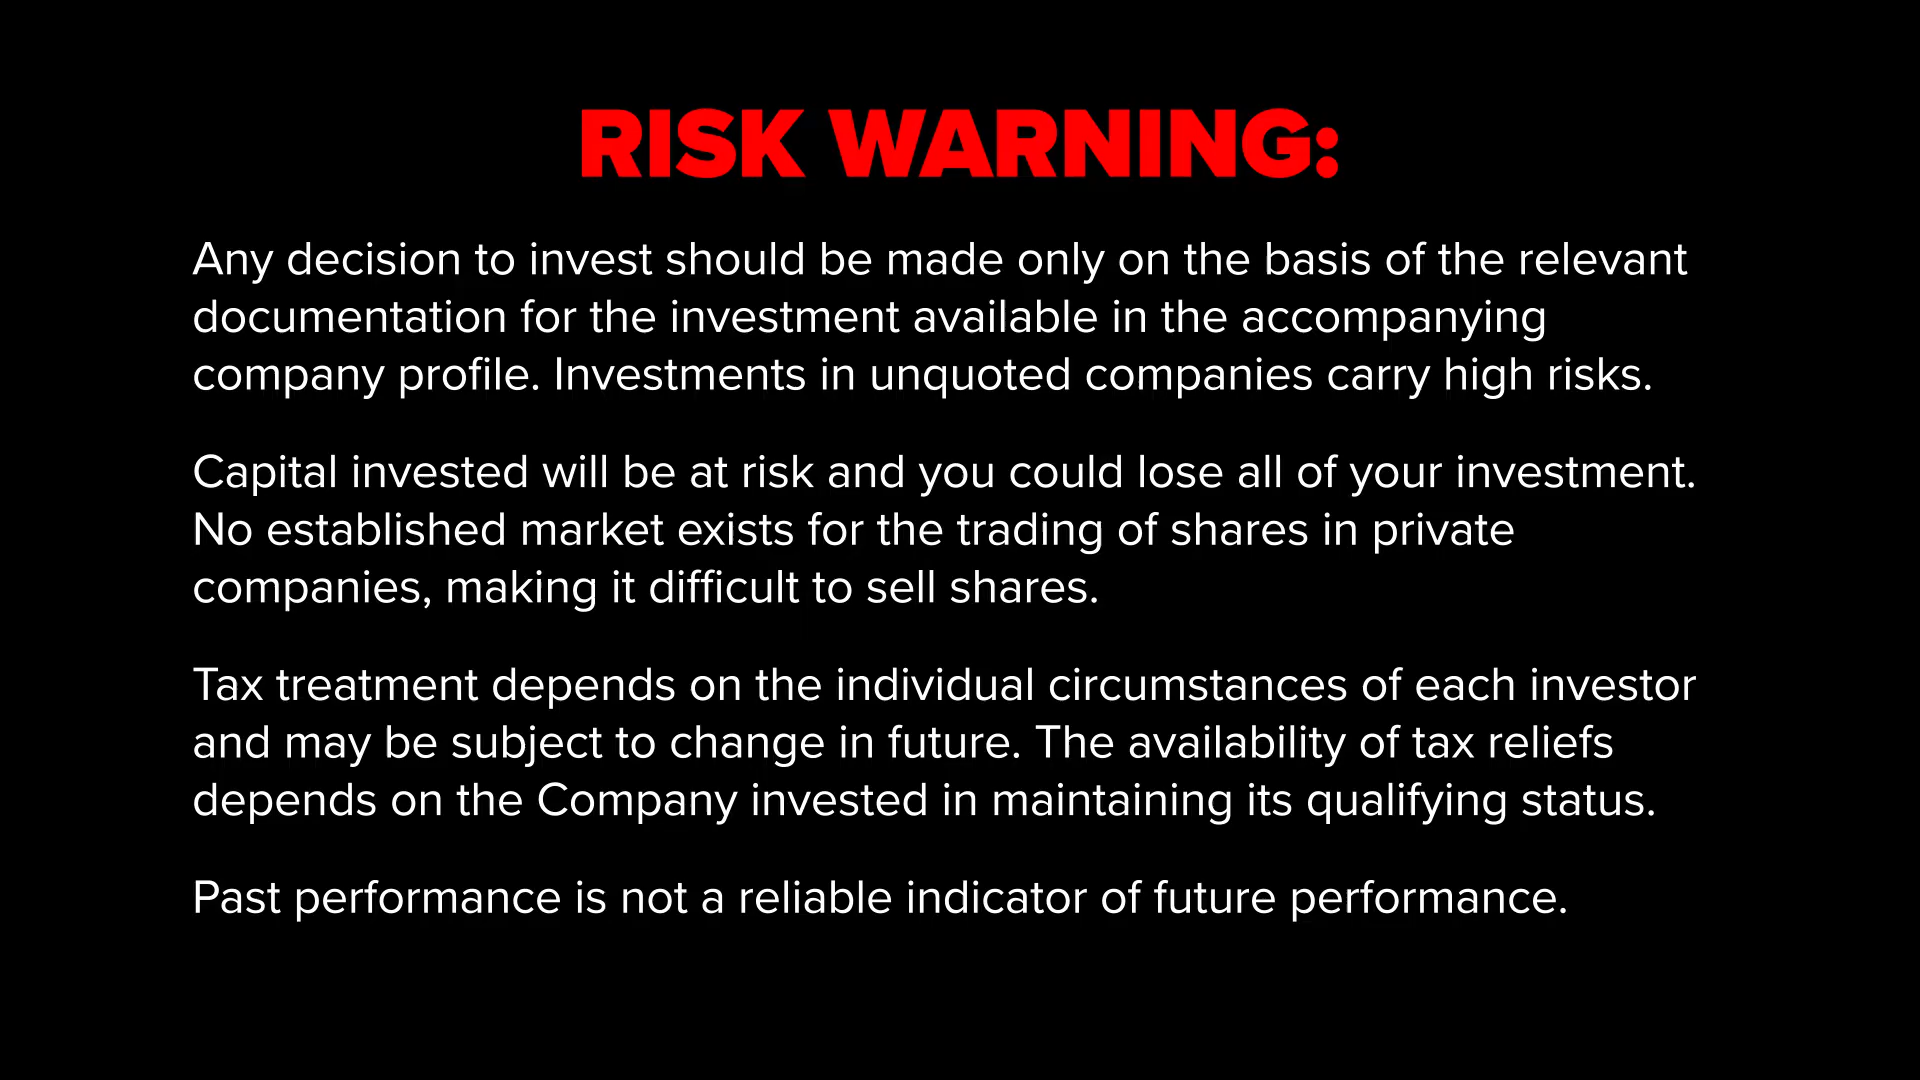 RISK WARNING:
Any decision to invest should be made only on the basis of the relevant
documentation for the investment available in the accompanying
company profile. Investments in unquoted companies carry high risks.
Capital invested will be at risk and you could lose all of your investment.
No established market exists for the trading of shares in private
companies, making it difficult to sell shares.
Tax treatment depends on the individual circumstances of each investor
and may be subject to change in future. The availability of tax reliefs
depends on the Company invested in maintaining its qualifying status.
Past performance is not a reliable indicator of future performance.